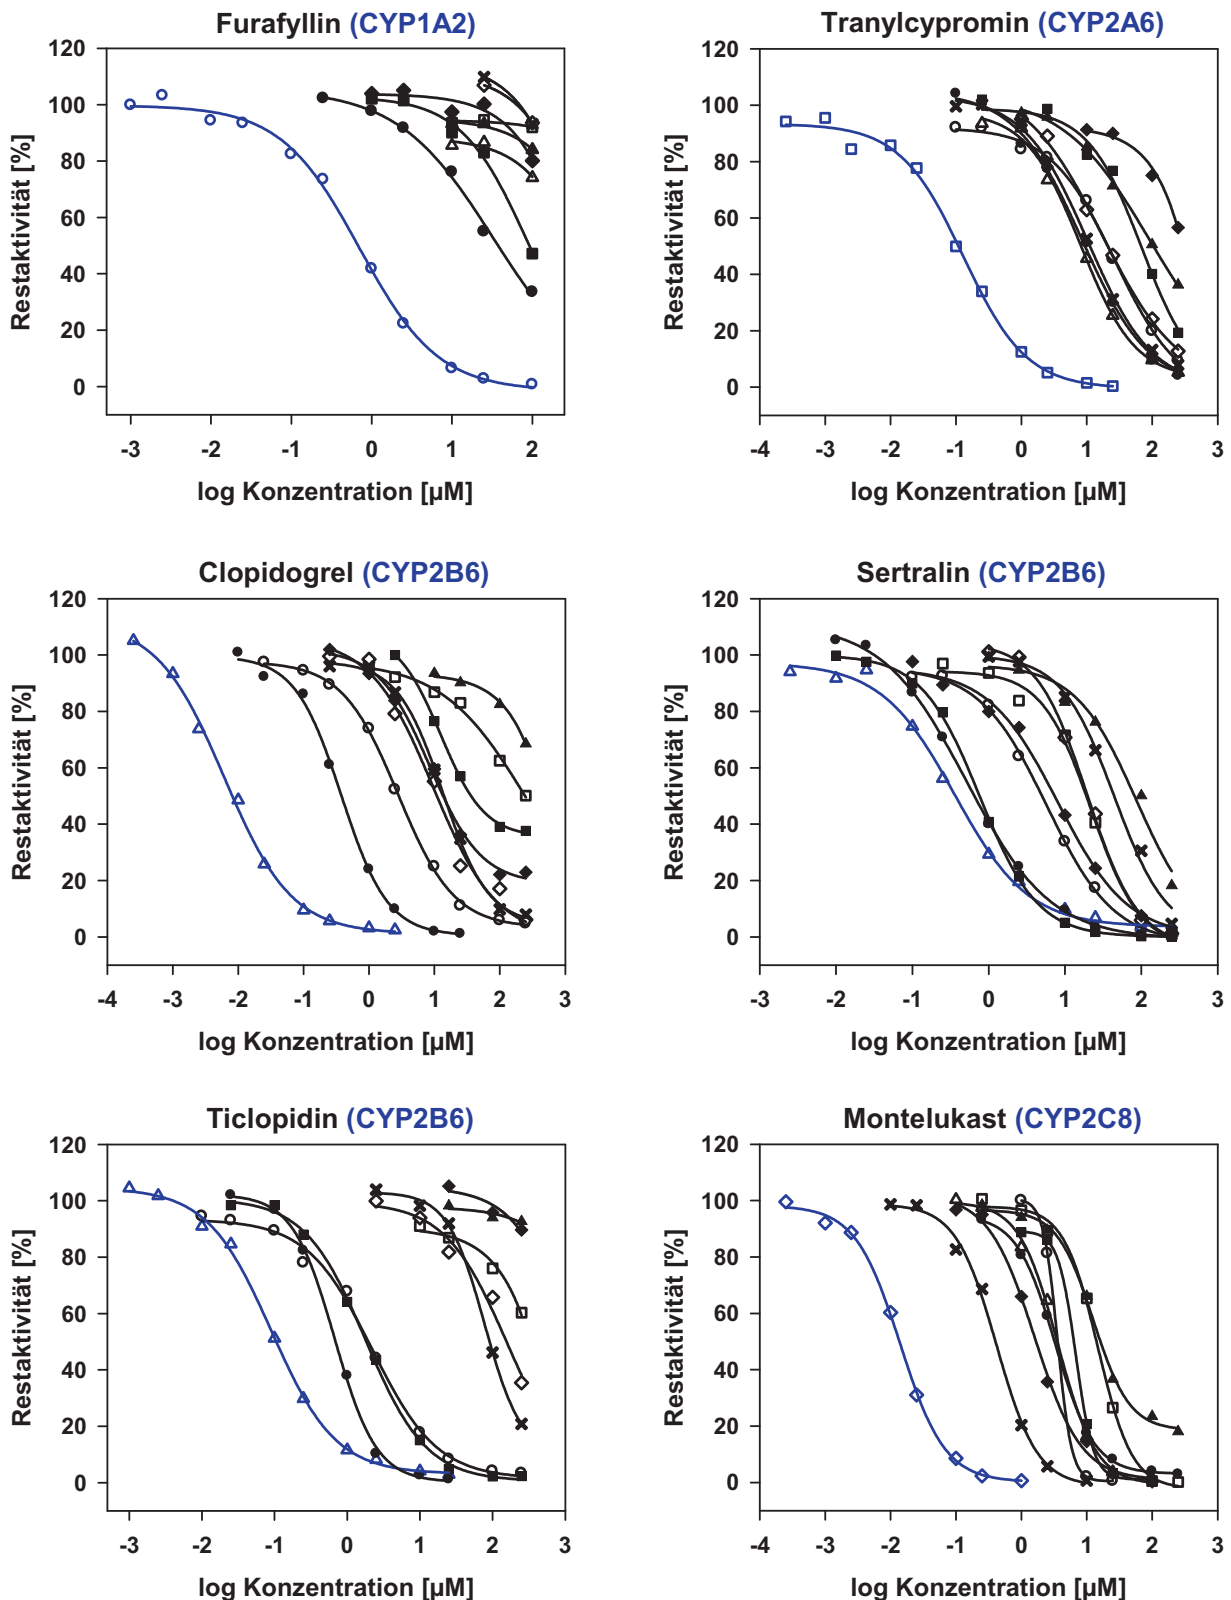 Furafyllin (CYP1A2)
Restaktivität [%]
120
100
80
60
40
20
0
-3 -2 -1 0 1 2
log Konzentration [µM]
Tranylcypromin (CYP2A6)
Restaktivität [%]
120
100
80
60
40
20
0
-4 -3 -2 -1 0 1 2 3
log Konzentration [µM]
Clopidogrel (CYP2B6)
Restaktivität [%]
120
100
80
60
40
20
0
-4 -3 -2 -1 0 1 2 3
log Konzentration [µM]
Sertralin (CYP2B6)
Restaktivität [%]
120
100
80
60
40
20
0
-3 -2 -1 0 1 2 3
log Konzentration [µM]
Ticlopidin (CYP2B6)
Restaktivität [%]
120
100
80
60
40
20
0
-3 -2 -1 0 1 2 3
log Konzentration [µM]
Montelukast (CYP2C8)
Restaktivität [%]
120
100
80
60
40
20
0
-4 -3 -2 -1 0 1 2 3
log Konzentration [µM]